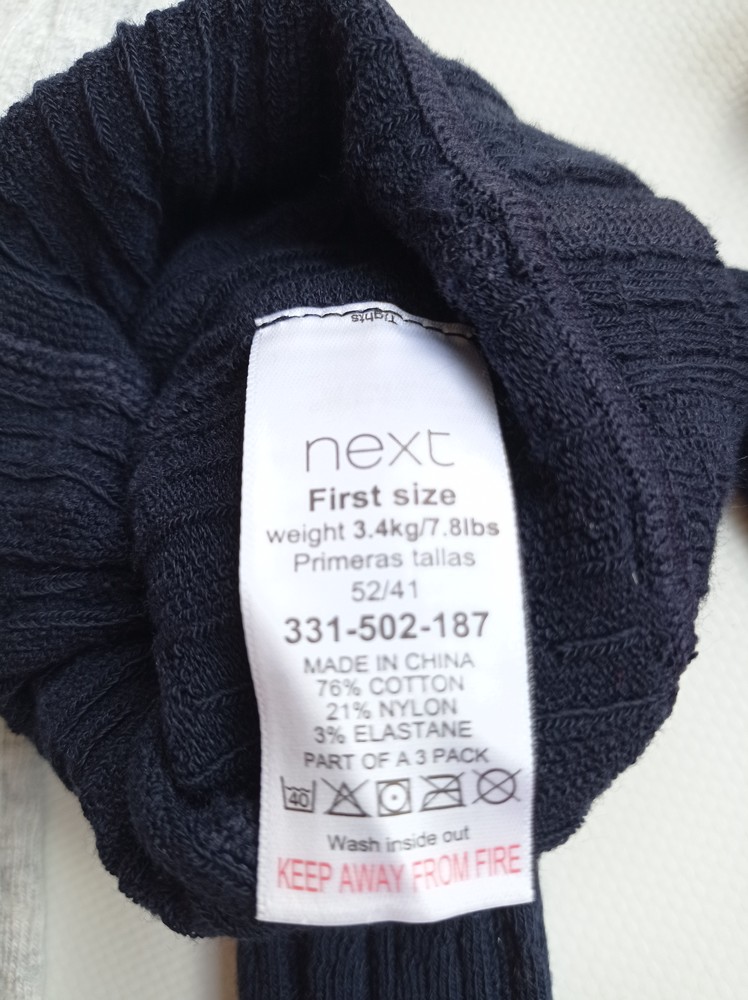 Tights
next
First size
weight 3.4kg/7.8lbs
Primeras tallas
52/41
331-502-187
MADE IN CHINA
76% COTTON
21% NYLON
3% ELASTANE
PART OF A 3 PACK
40
Wash inside out
KEEP AWAY FROM FIRE